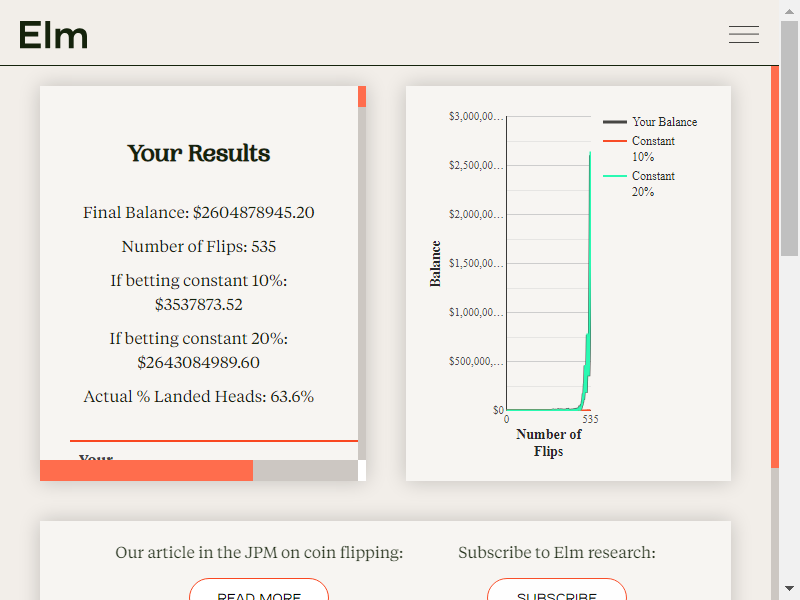 Elm
Your Results
Final Balance: $2604878945.20
Number of Flips: 535
If betting constant 10%:
$3537873.52
If betting constant 20%:
$2643084989.60
Actual % Landed Heads: 63.6%
Your
$3,000,00...
$2,500,00...
$2,000,00...
$1,500,00...
$1,000,00...
$500,000,...
$0
0
535
Balance
Number of
Flips
Your Balance
Constant
10%
Constant
20%
Our article in the JPM on coin flipping:
READ MORE
Subscribe to Elm research:
SUBSCRIBE